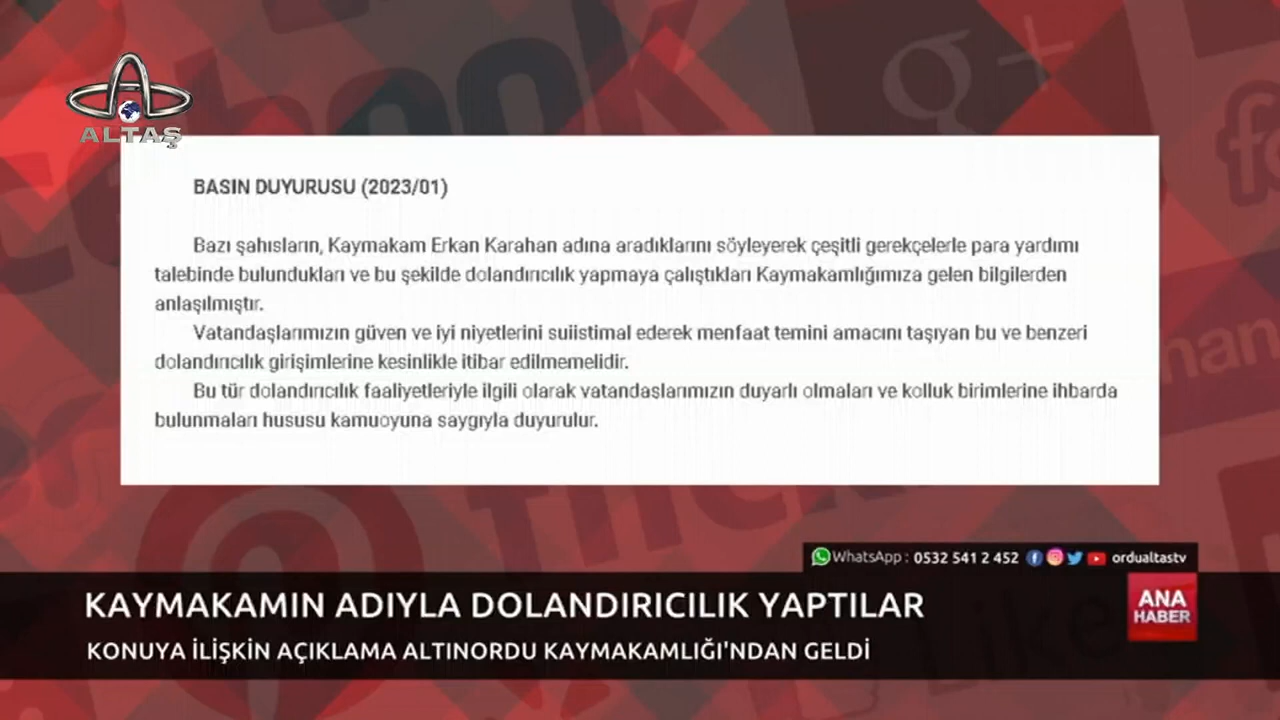 ALTAŞ
BASIN DUYURUSU (2023/01)
Bazı şahısların, Kaymakam Erkan Karahan adına aradıklarını söyleyerek çeşitli gerekçelerle para yardımı
talebinde bulundukları ve bu şekilde dolandırıcılık yapmaya çalıştıkları Kaymakamlığımıza gelen bilgilerden
anlaşılmıştır.
Vatandaşlarımızın güven ve iyi niyetlerini suiistimal ederek menfaat temini amacını taşıyan bu ve benzeri
dolandırıcılık girişimlerine kesinlikle itibar edilmemelidir.
Bu tür dolandırıcılık faaliyetleriyle ilgili olarak vatandaşlarımızın duyarlı olmaları ve kolluk birimlerine ihbarda
bulunmaları hususu kamuoyuna saygıyla duyurulur.
WhatsApp : 0532 541 2 452 ordualtastv
KAYMAKAMIN ADIYLA DOLANDIRICILIK YAPTILAR
ANA
HABER
KONUYA İLİŞKİN AÇIKLAMA ALTINORDU KAYMAKAMLIĞI'NDAN GELDİ